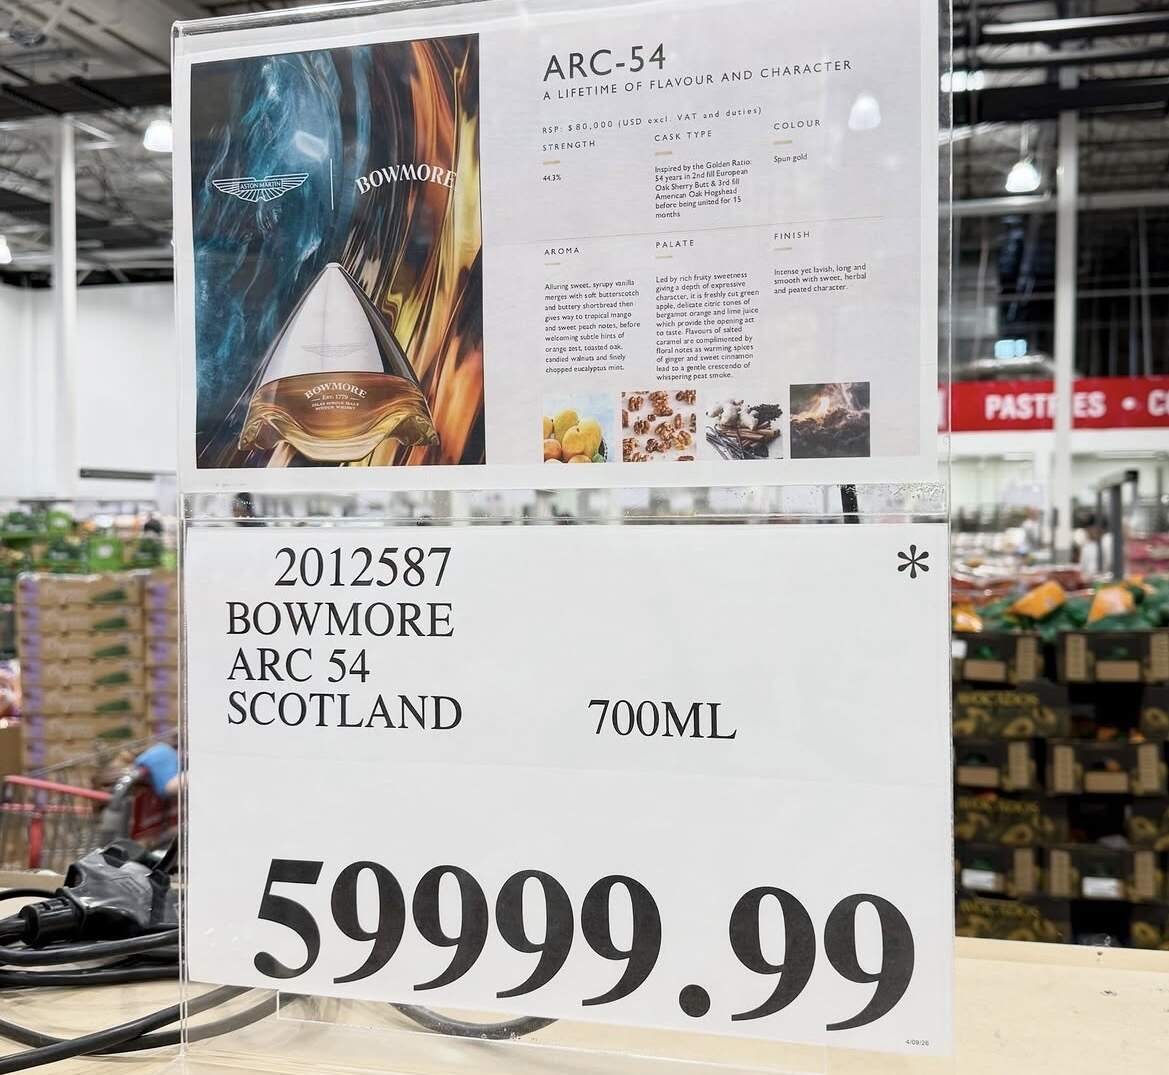 ARC-54
A LIFETIME OF FLAVOUR AND CHARACTER
RSP: $80,000 (USD excl. VAT and duties)
STRENGTH
44.3%
CASK TYPE
Inspired by the Golden Ratio:
54 years in 2nd fill European
Oak Sherry Butt & 3rd fill
American Oak Hogshead
before being united for 15
months
COLOUR
Spun gold
ASTON MARTIN
BOWMORE
AROMA
Alluring sweet, syrupy vanilla
merges with soft butterscotch
and buttery shortbread then
gives way to tropical mango
and sweet peach notes, before
welcoming subtle hints of
orange zest, toasted oak,
candied walnuts and finely
chopped eucalyptus mint.
PALATE
Led by rich fruity sweetness
giving a depth of expressive
character, it is freshly cut green
apple, delicate citric tones of
bergamot orange and lime juice
which provide the opening act
to taste. Flavours of salted
caramel are complimented by
floral notes as warming spices
of ginger and sweet cinnamon
lead to a gentle crescendo of
whispering peat smoke.
FINISH
Intense yet lavish, long and
smooth with sweet, herbal
and peated character.
BOWMORE
Est. 1779
ISLAY SINGLE MALT
SCOTCH WHISKY
PASTRIES • C
2012587 *
BOWMORE
ARC 54
SCOTLAND 700ML
59999.99
4/09/26